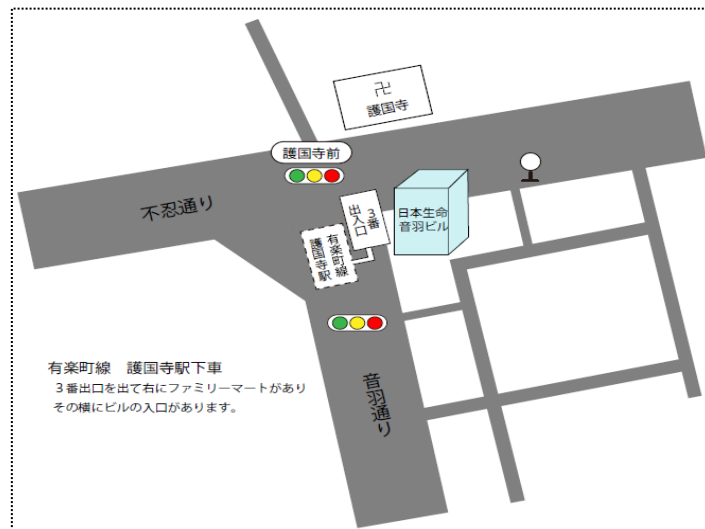 卍
護国寺
護国寺前
不忍通り
3番
出入口
日本生命
音羽ビル
有楽町線
護国寺駅
音羽通り
有楽町線　護国寺駅下車
３番出口を出て右にファミリーマートがあり
その横にビルの入口があります。